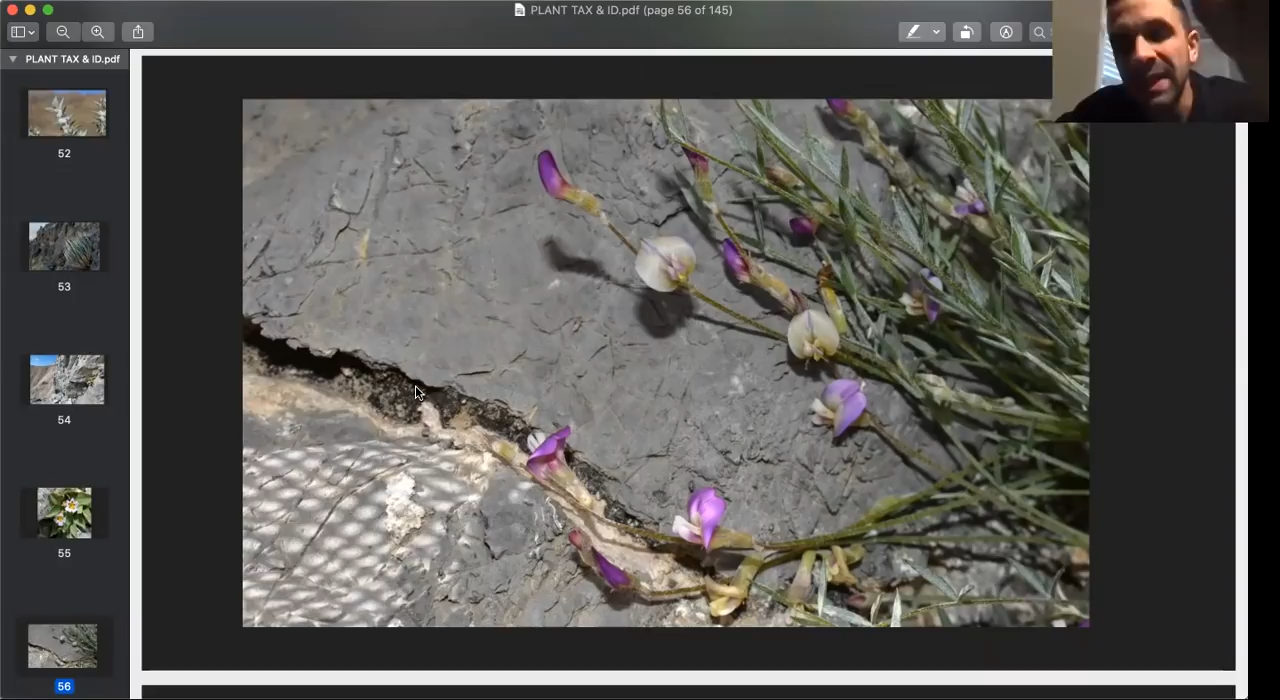 PLANT TAX & ID.pdf (page 56 of 145)
PLANT TAX & ID.pdf
52
53
54
55
56